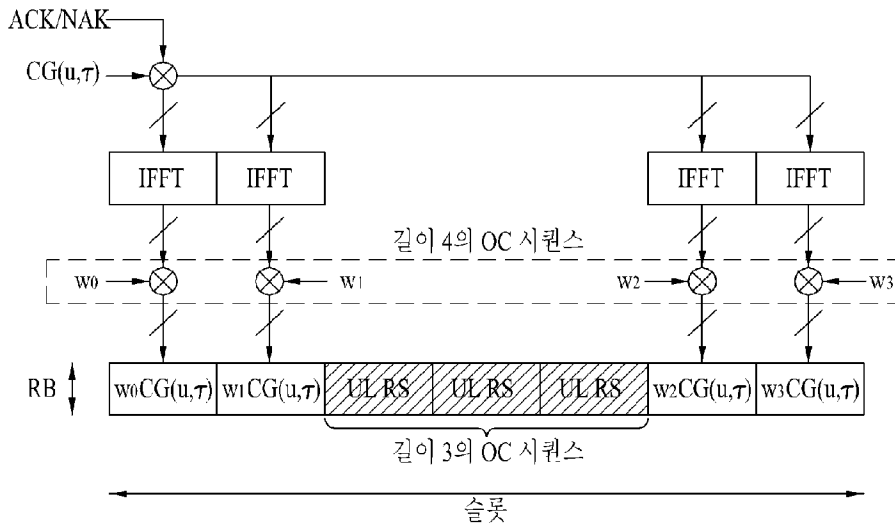 ACK/NAK
CG(u,τ)
IFFT IFFT IFFT IFFT
길이 4의 OC 시퀀스
w0 w1 w2 w3
RB w0CG(u,τ) w1CG(u,τ) UL RS UL RS UL RS w2CG(u,τ) w3CG(u,τ)
길이 3의 OC 시퀀스
슬롯